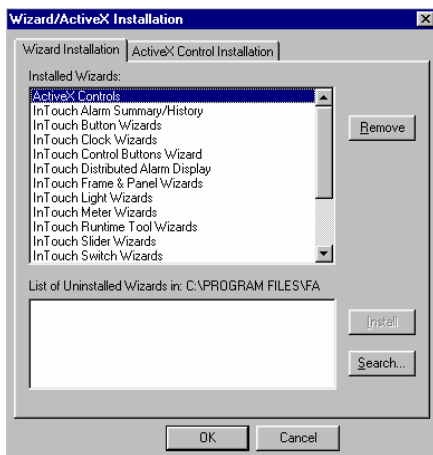 Wizard/ActiveX Installation
Wizard Installation
ActiveX Control Installation
Installed Wizards:
ActiveX Controls
InTouch Alarm Summary/History
InTouch Button Wizards
InTouch Clock Wizards
InTouch Control Buttons Wizard
InTouch Distributed Alarm Display
InTouch Frame & Panel Wizards
InTouch Light Wizards
InTouch Meter Wizards
InTouch Runtime Tool Wizards
InTouch Slider Wizards
InTouch Switch Wizards
Remove
List of Uninstalled Wizards in: C:\PROGRAM FILES\FA
Install
Search...
OK
Cancel